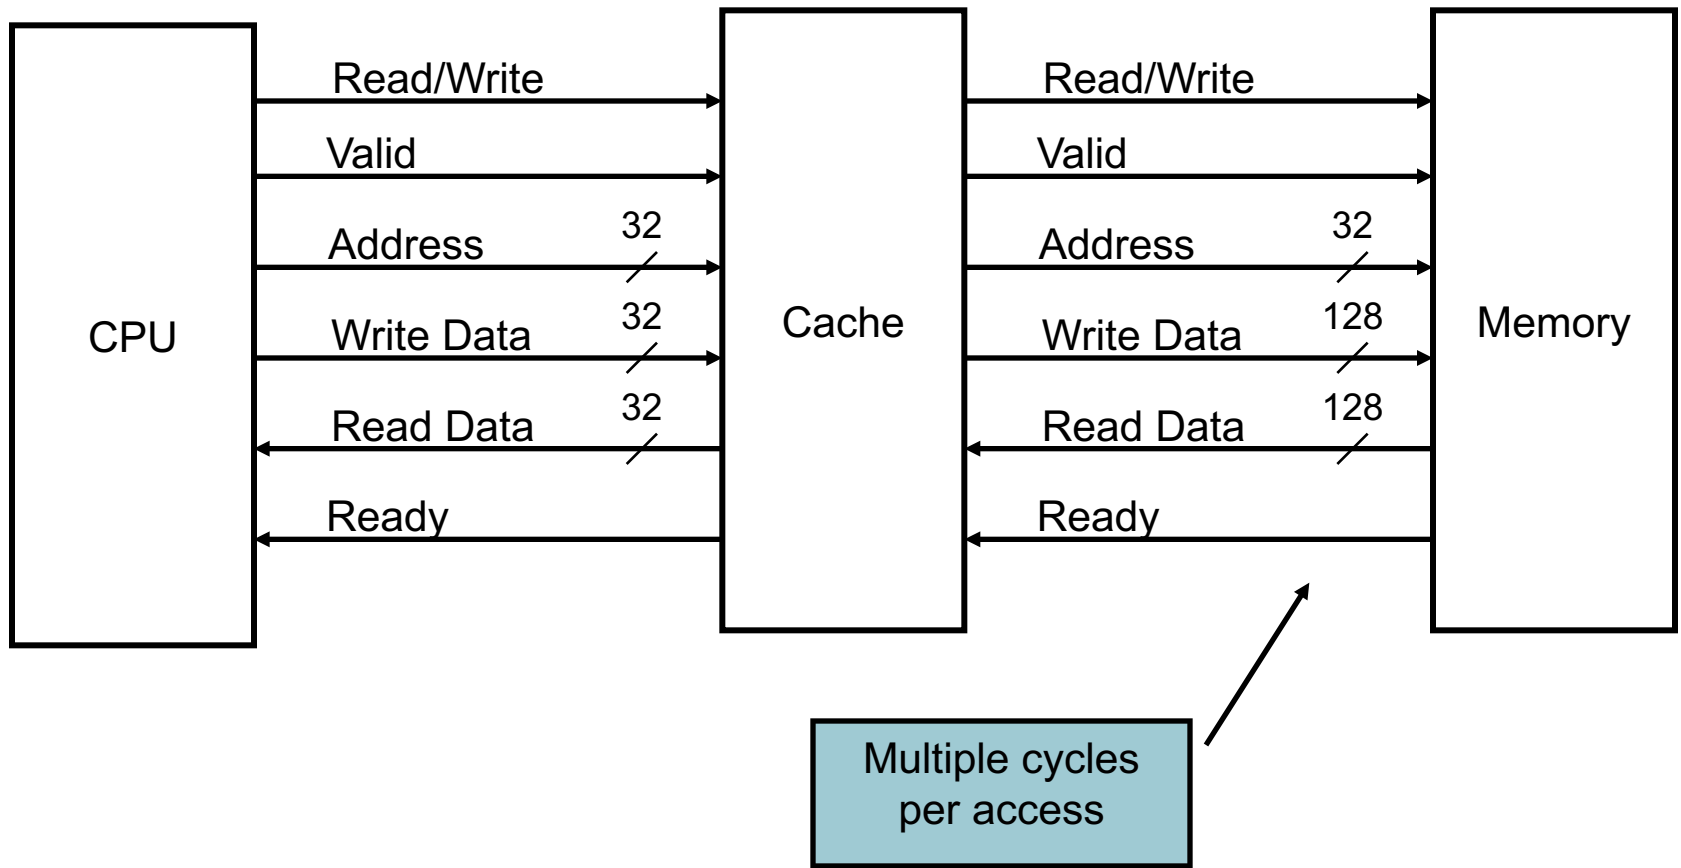 Read/Write
Read/Write
Valid
Valid
32
32
Address
Address
32
128
CPU
Write Data
Cache
Write Data
Memory
32
128
Read Data
Read Data
Ready
Ready
Multiple cycles
per access